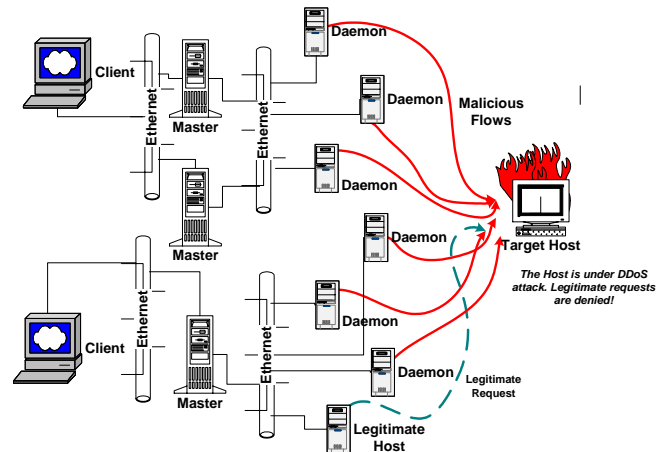 Daemon
Client
Ethernet
Master
Ethernet
Daemon
Malicious
Flows
Daemon
Master
Daemon
Target Host
The Host is under DDoS
attack. Legitimate requests
are denied!
Ethernet
Client
Daemon
Ethernet
Master
Daemon
Legitimate
Request
Legitimate
Host